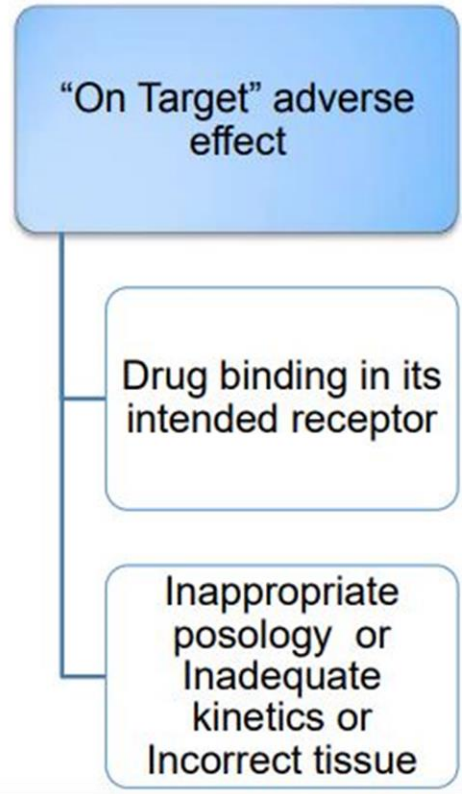 “On Target” adverse
effect
Drug binding in its
intended receptor
Inappropriate
posology or
Inadequate
kinetics or
Incorrect tissue